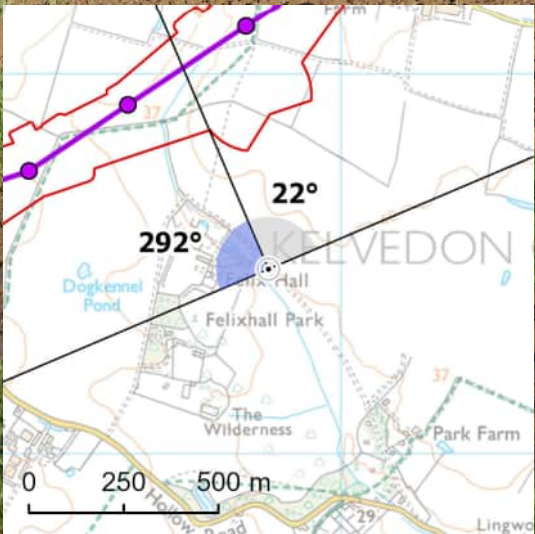 Farm
37
22°
292°
KELVEDON
Felix Hall
Dogkennel
Pond
Felixhall Park
37
The
Wilderness
Park Farm
0 250 500 m
Hollow Road
29